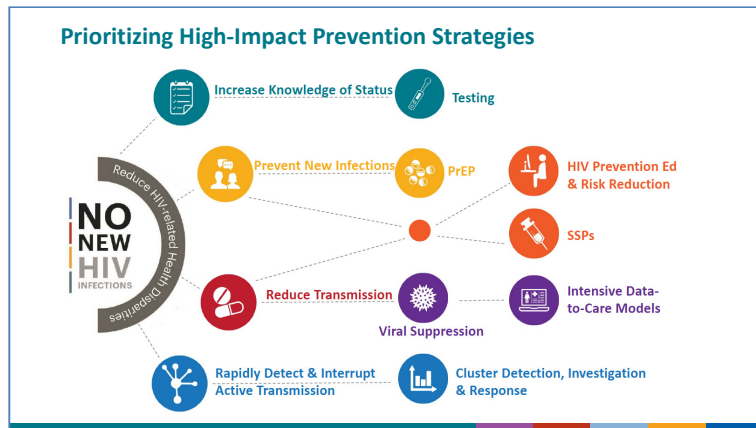 Prioritizing High-Impact Prevention Strategies
Increase Knowledge of Status
Testing
Reduce HIV-related Health Disparities
NO
NEW
HIV
INFECTIONS
Prevent New Infections
PrEP
HIV Prevention Ed
& Risk Reduction
SSPs
Reduce Transmission
Viral Suppression
Intensive Data-
to-Care Models
Rapidly Detect & Interrupt
Active Transmission
Cluster Detection, Investigation
& Response